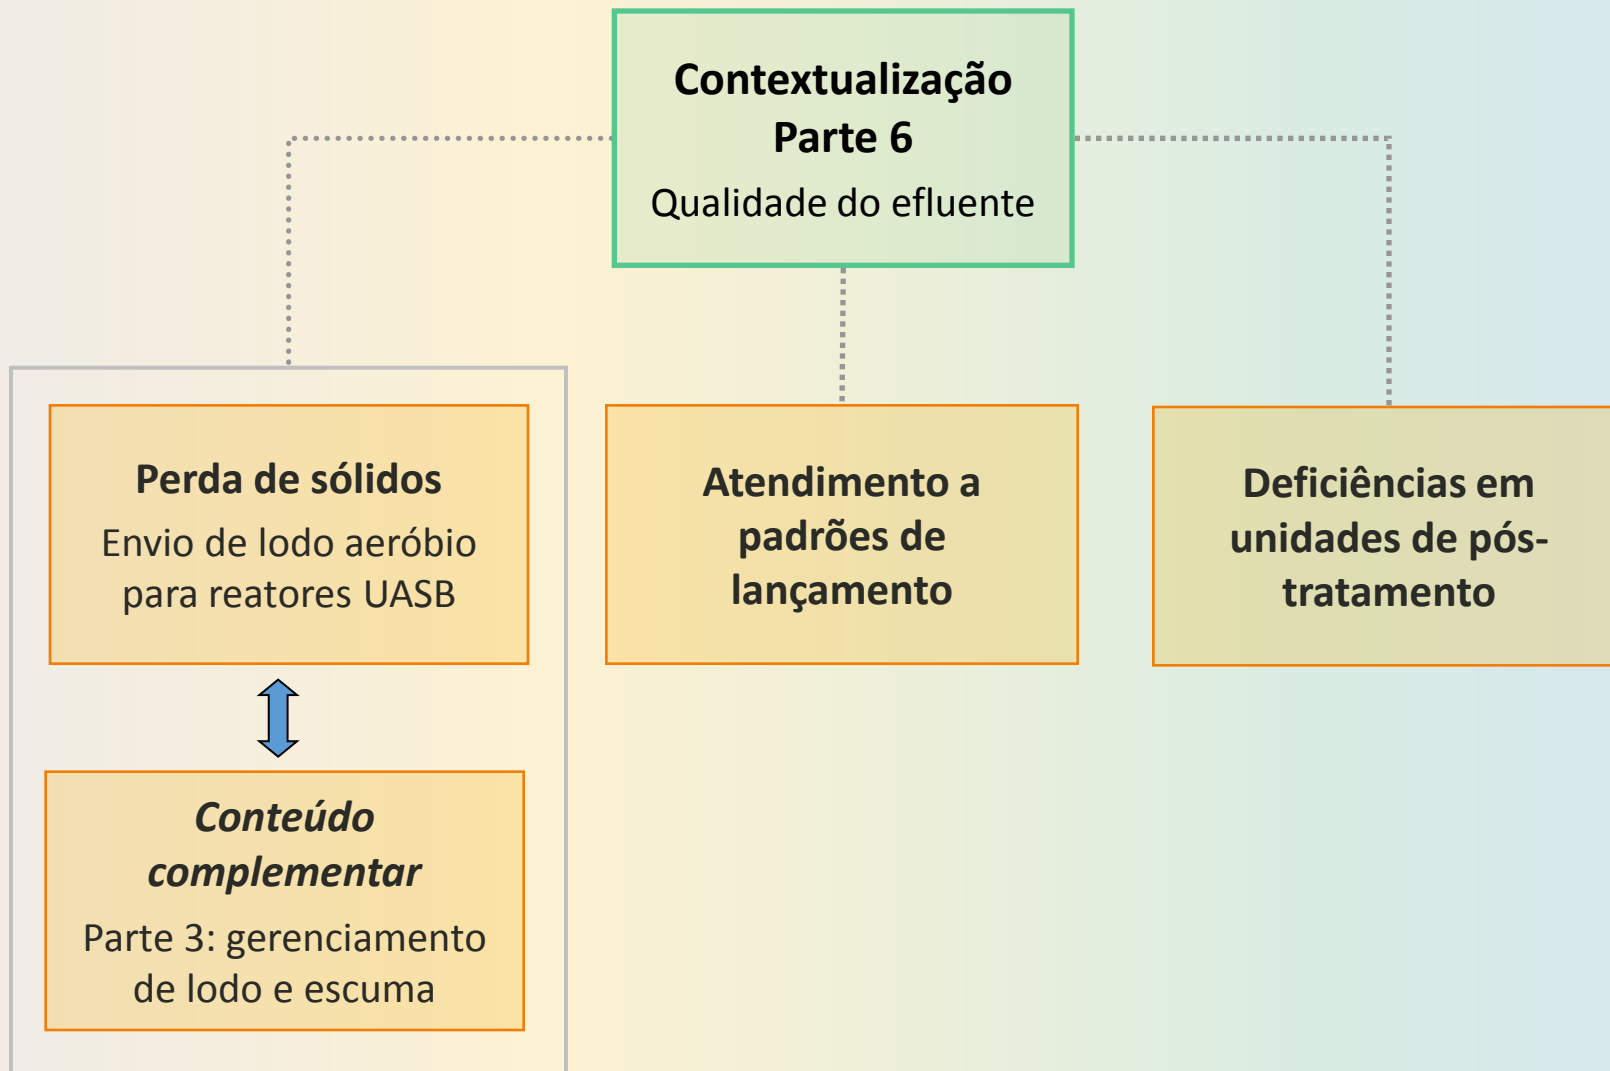 Contextualização
Parte 6
Qualidade do efluente
Perda de sólidos
Envio de lodo aeróbio
para reatores UASB
Conteúdo
complementar
Parte 3: gerenciamento
de lodo e escuma
Atendimento a
padrões de
lançamento
Deficiências em
unidades de pós-
tratamento